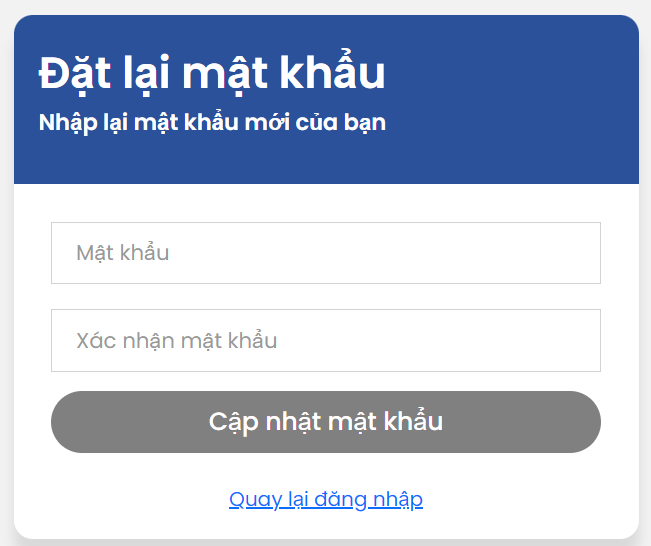 Đặt lại mật khẩu
Nhập lại mật khẩu mới của bạn
Mật khẩu
Xác nhận mật khẩu
Cập nhật mật khẩu
Quay lại đăng nhập